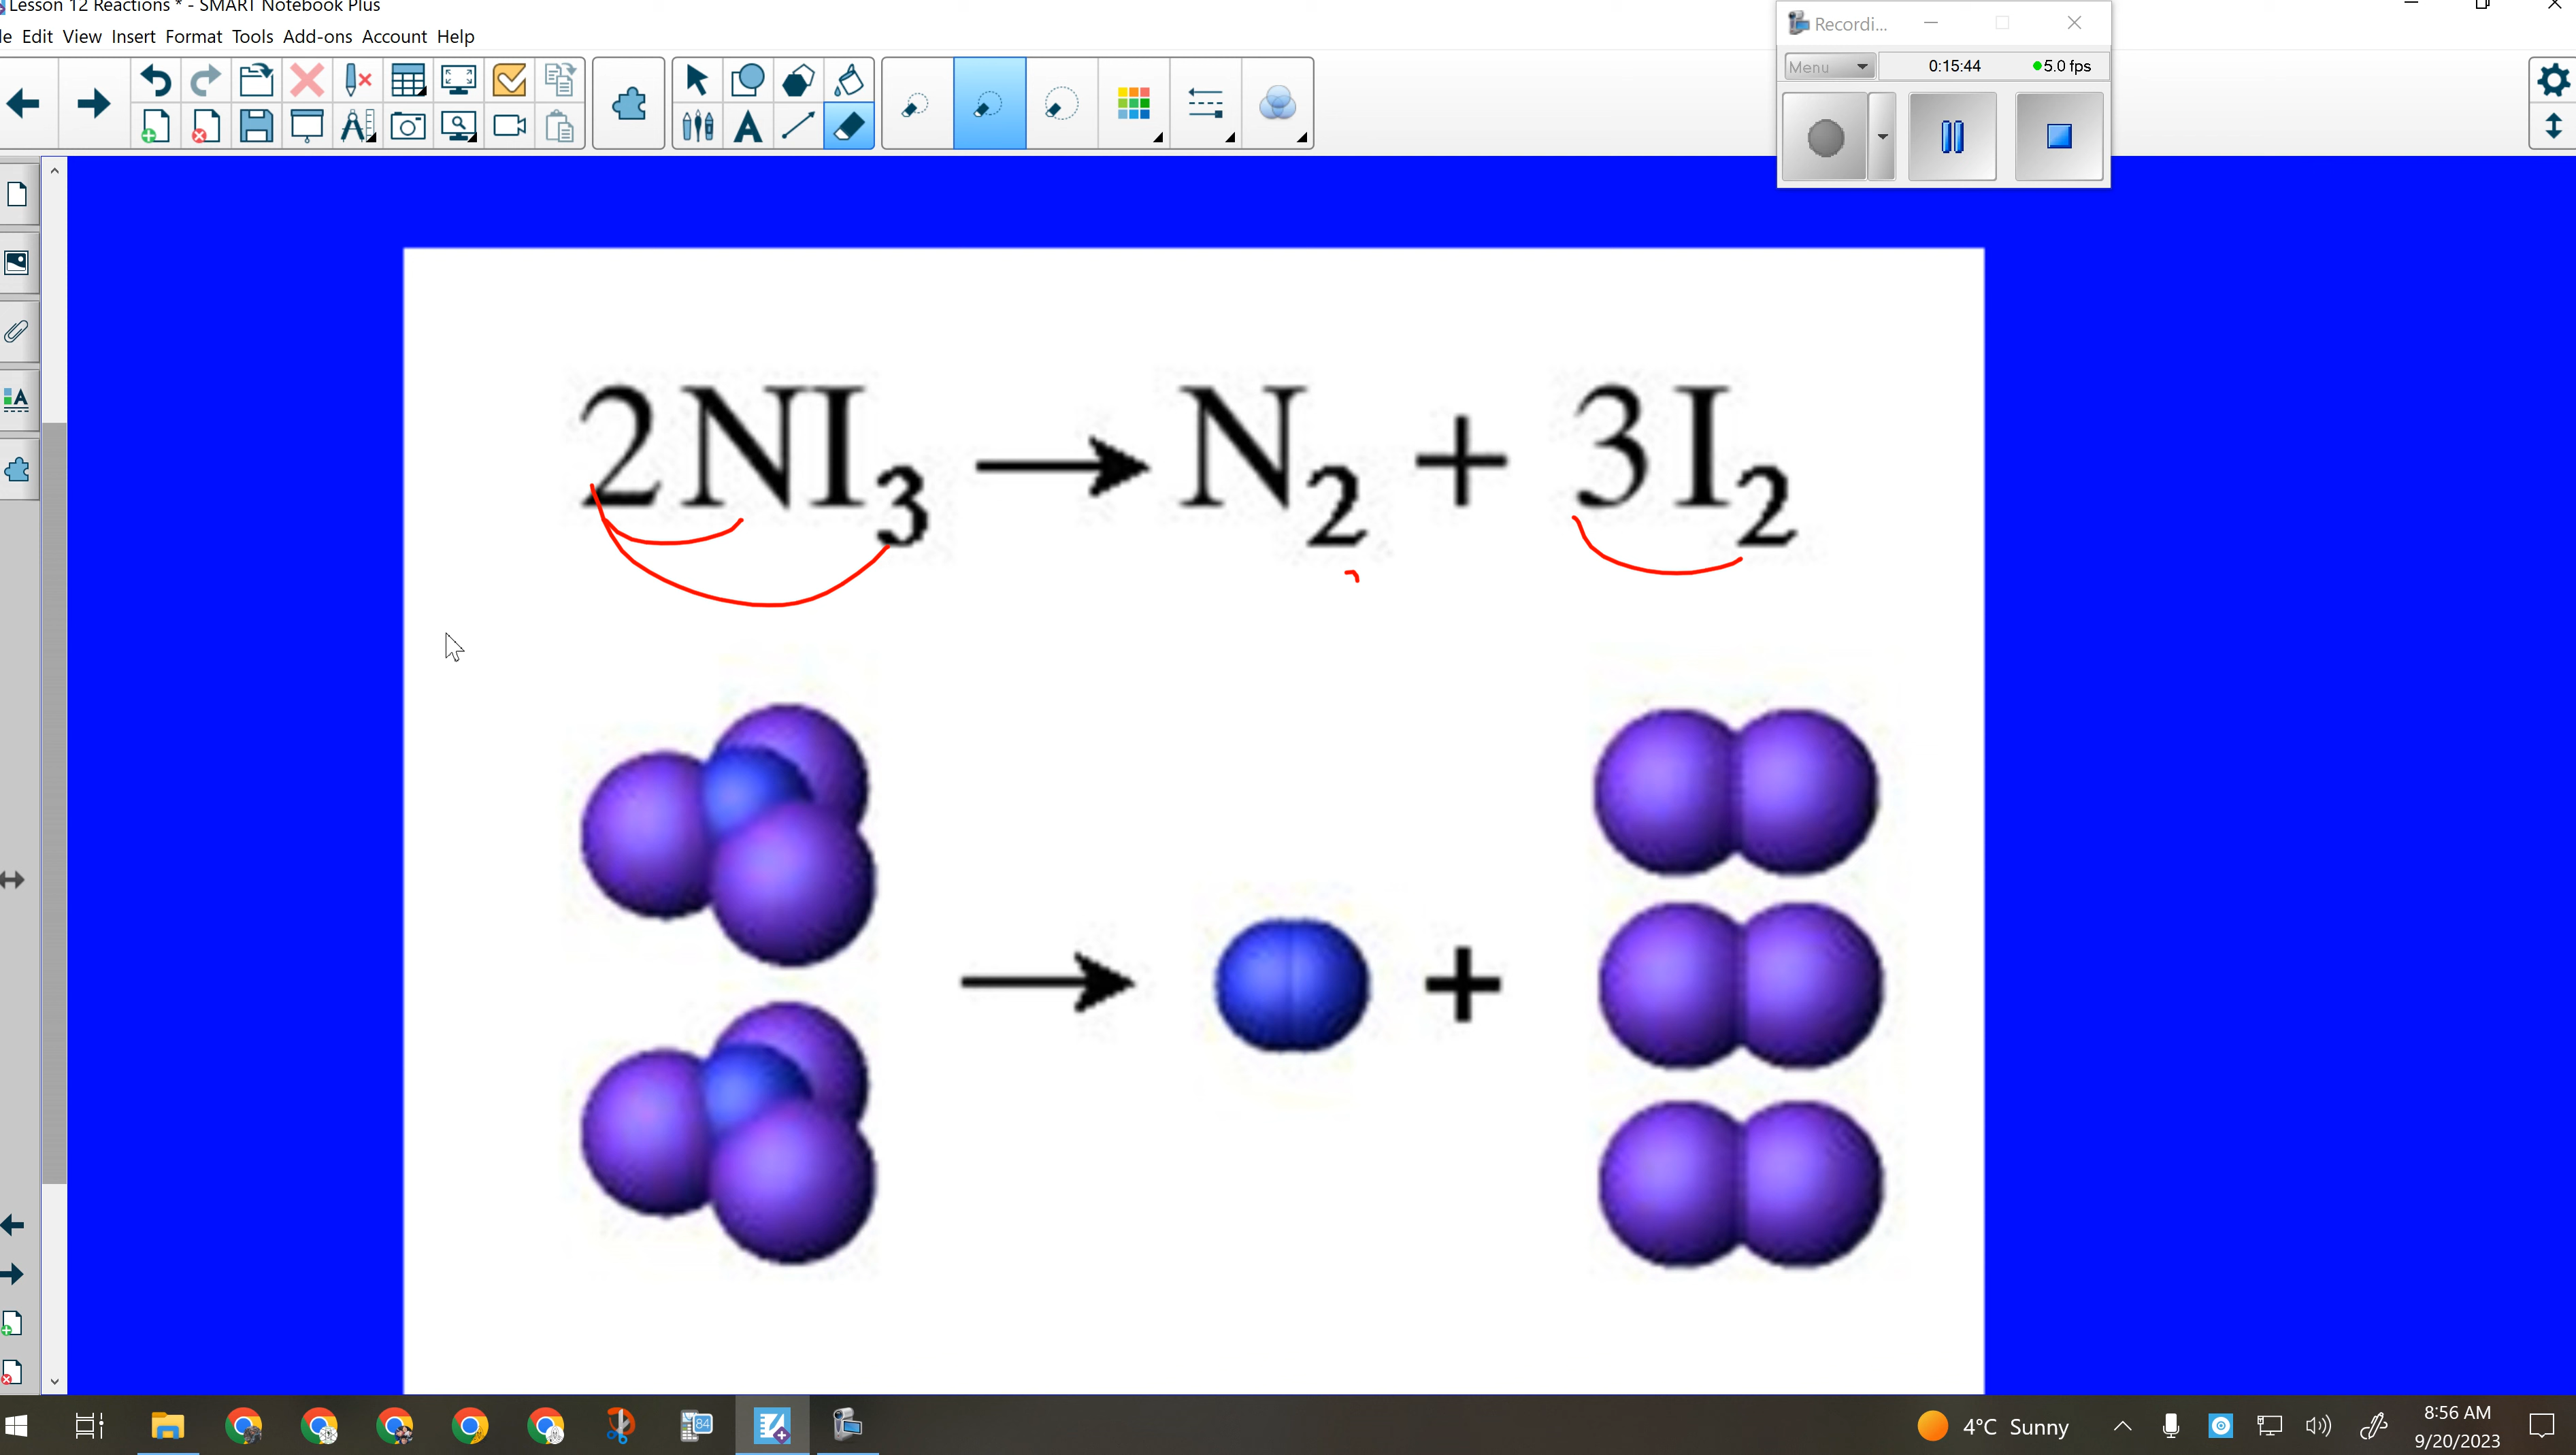 Lesson 12 Reactions * - SMART Notebook Plus
le Edit View Insert Format Tools Add-ons Account Help
Recordi...
Menu 0:15:44 5.0 fps
A
A
2NI₃ → N₂ + 3I₂
→ +
84
4°C Sunny
8:56 AM
9/20/2023